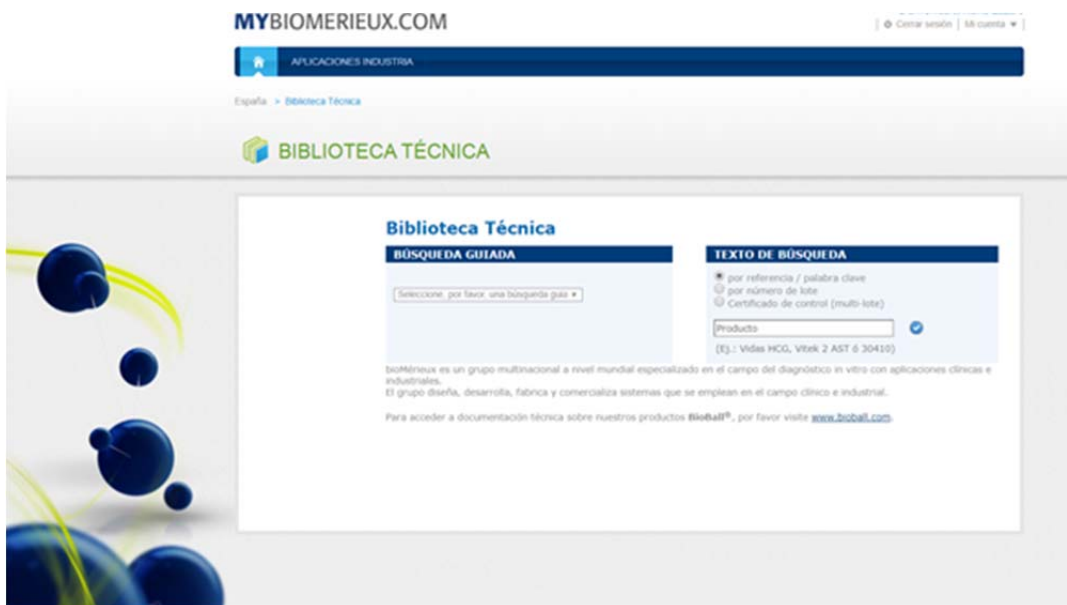 MYBIOMERIEUX.COM
Cerrar sesión | Mi cuenta
APLICACIONES INDUSTRIA
España > Biblioteca Técnica
BIBLIOTECA TÉCNICA
Biblioteca Técnica
BÚSQUEDA GUIADA
Seleccione, por favor, una búsqueda guia
TEXTO DE BÚSQUEDA
por referencia / palabra clave
por número de lote
Certificado de control (multi-lote)
Producto
(Ej.: Vidas HCG, Vitek 2 AST ó 30410)
bioMérieux es un grupo multinacional a nivel mundial especializado en el campo del diagnóstico in vitro con aplicaciones clínicas e
industriales.
El grupo diseña, desarrolla, fabrica y comercializa sistemas que se emplean en el campo clínico e industrial.
Para acceder a documentación técnica sobre nuestros productos BioBall®, por favor visite www.bioball.com.